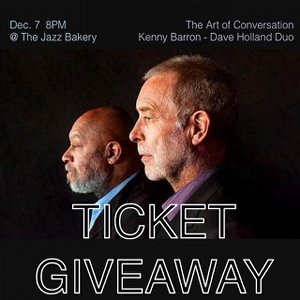 Dec. 7 8PM
@ The Jazz Bakery
The Art of Conversation
Kenny Barron - Dave Holland Duo
TICKET
GIVEAWAY